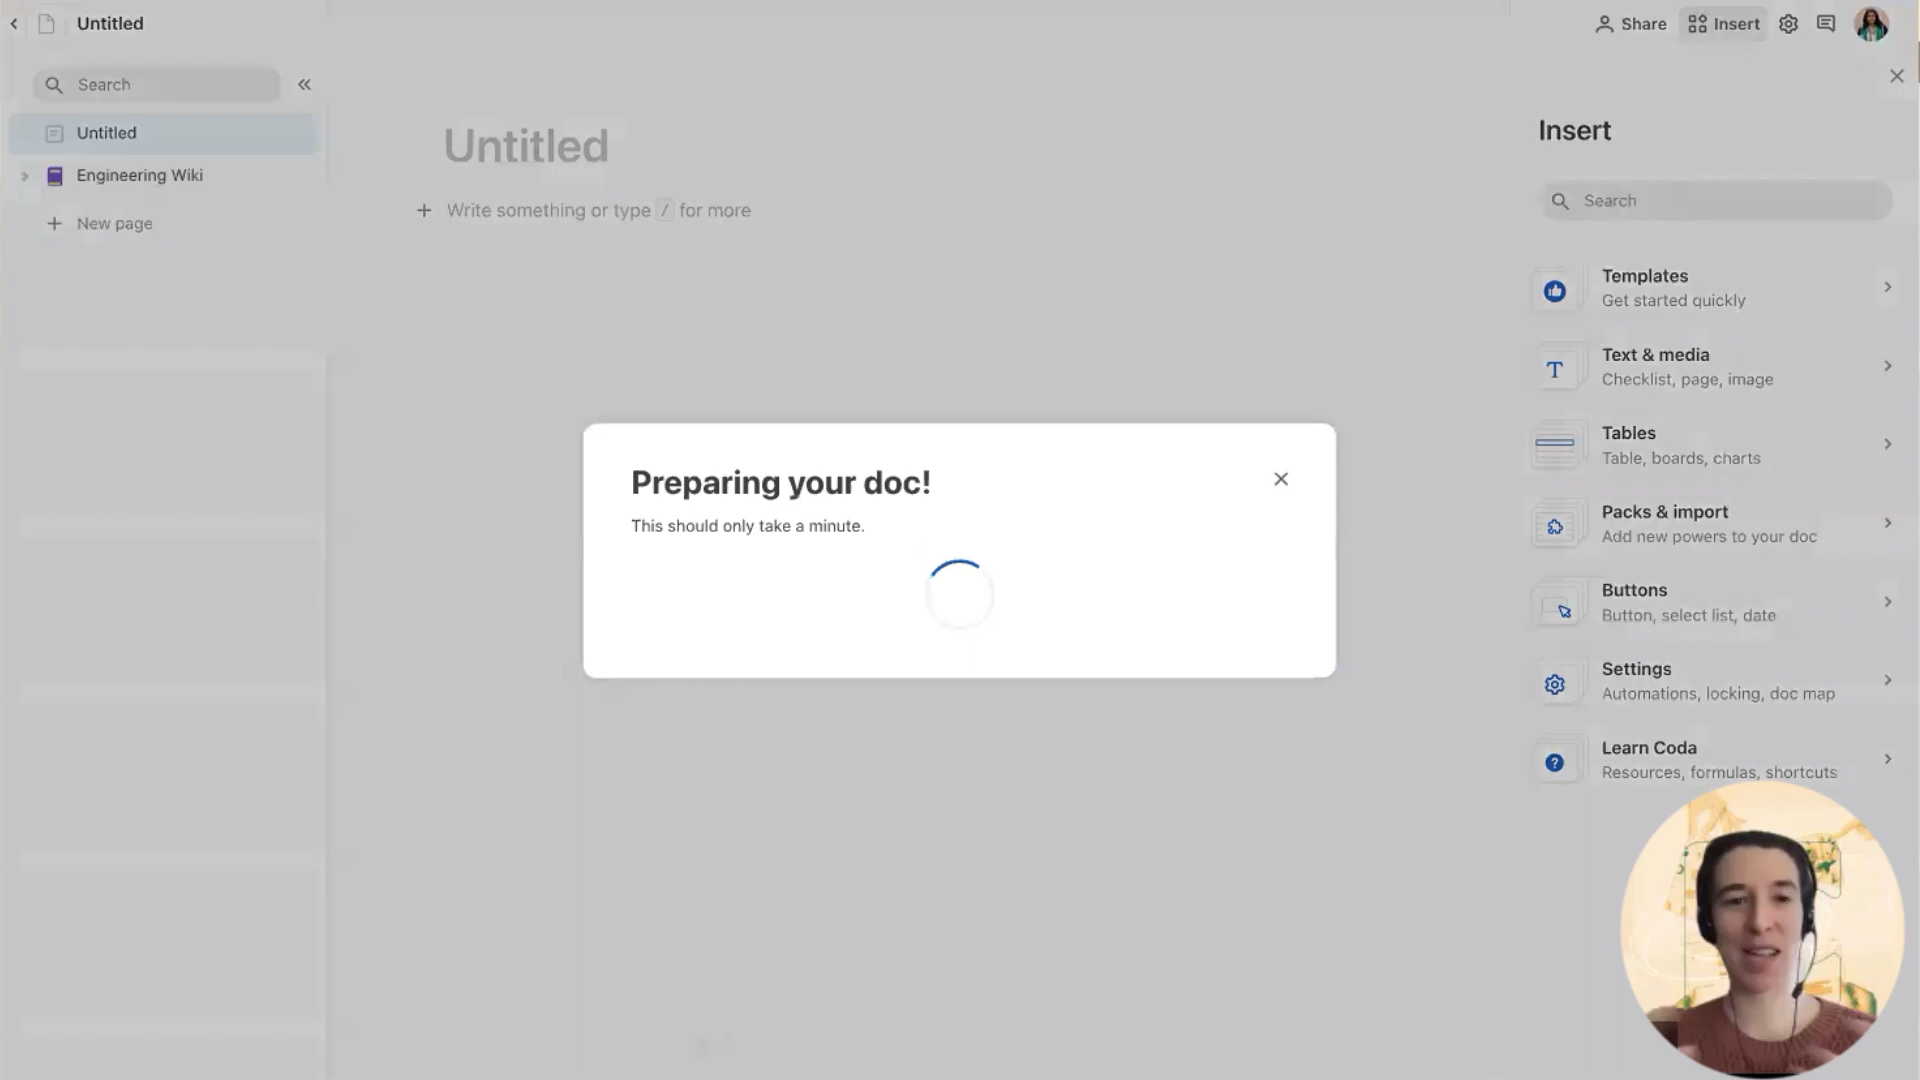 Untitled
Share
Insert
Search
Untitled
Engineering Wiki
New page
Untitled
Write something or type / for more
Preparing your doc!
This should only take a minute.
Insert
Search
Templates
Get started quickly
Text & media
Checklist, page, image
Tables
Table, boards, charts
Packs & import
Add new powers to your doc
Buttons
Button, select list, date
Settings
Automations, locking, doc map
Learn Coda
Resources, formulas, shortcuts